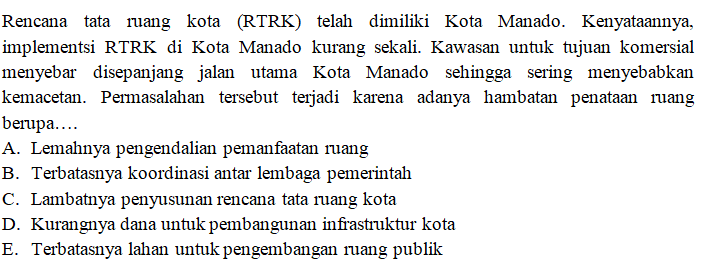 Rencana tata ruang kota (RTRK) telah dimiliki Kota Manado. Kenyataannya,
implementsi RTRK di Kota Manado kurang sekali. Kawasan untuk tujuan komersial
menyebar disepanjang jalan utama Kota Manado sehingga sering menyebabkan
kemacetan. Permasalahan tersebut terjadi karena adanya hambatan penataan ruang
berupa….
A. Lemahnya pengendalian pemanfaatan ruang
B. Terbatasnya koordinasi antar lembaga pemerintah
C. Lambatnya penyusunan rencana tata ruang kota
D. Kurangnya dana untuk pembangunan infrastruktur kota
E. Terbatasnya lahan untuk pengembangan ruang publik